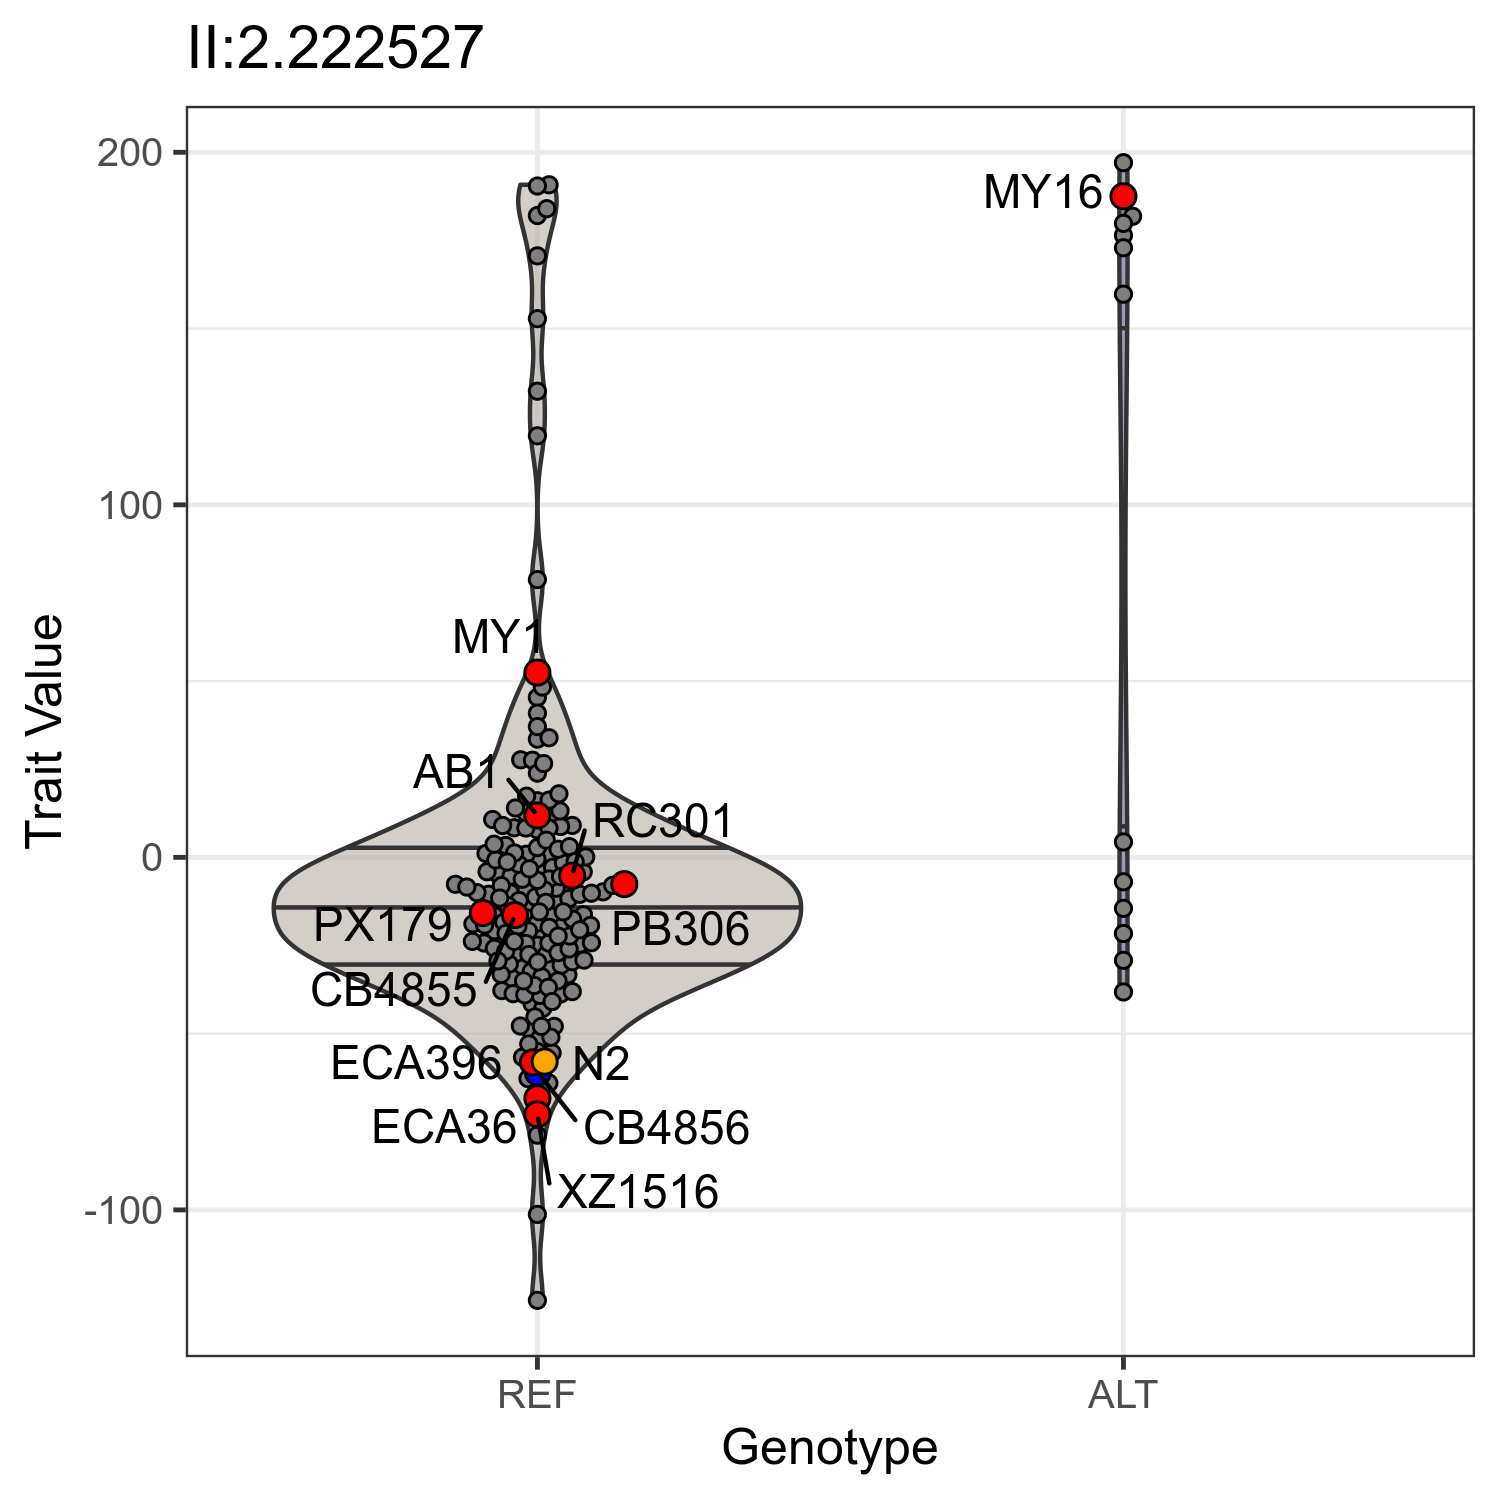 II:2.222527
200
100
0
-100
Trait Value
MY16
MY1
AB1
RC301
PX179
PB306
CB4855
ECA396
N2
ECA36
CB4856
XZ1516
REF
ALT
Genotype